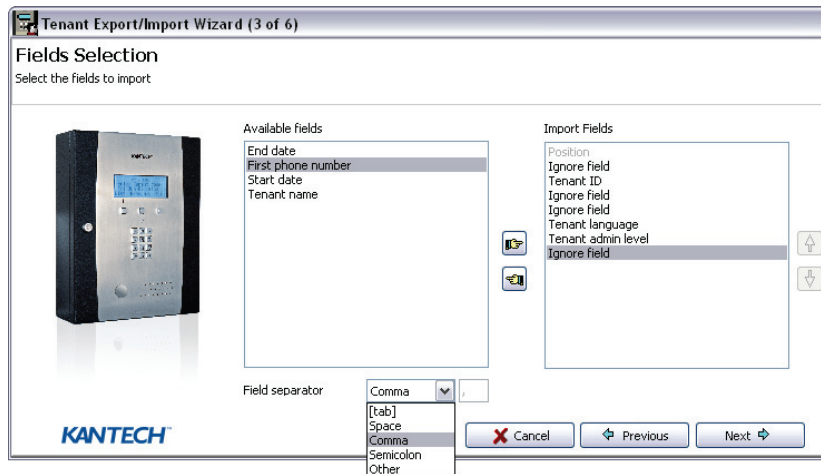 Tenant Export/Import Wizard (3 of 6)
Fields Selection
Select the fields to import
Available fields
End date
First phone number
Start date
Tenant name
Import Fields
Position
Ignore field
Tenant ID
Ignore field
Ignore field
Tenant language
Tenant admin level
Ignore field
Field separator
Comma
,
[tab]
Space
Comma
Semicolon
Other
KANTECH
Cancel
Previous
Next